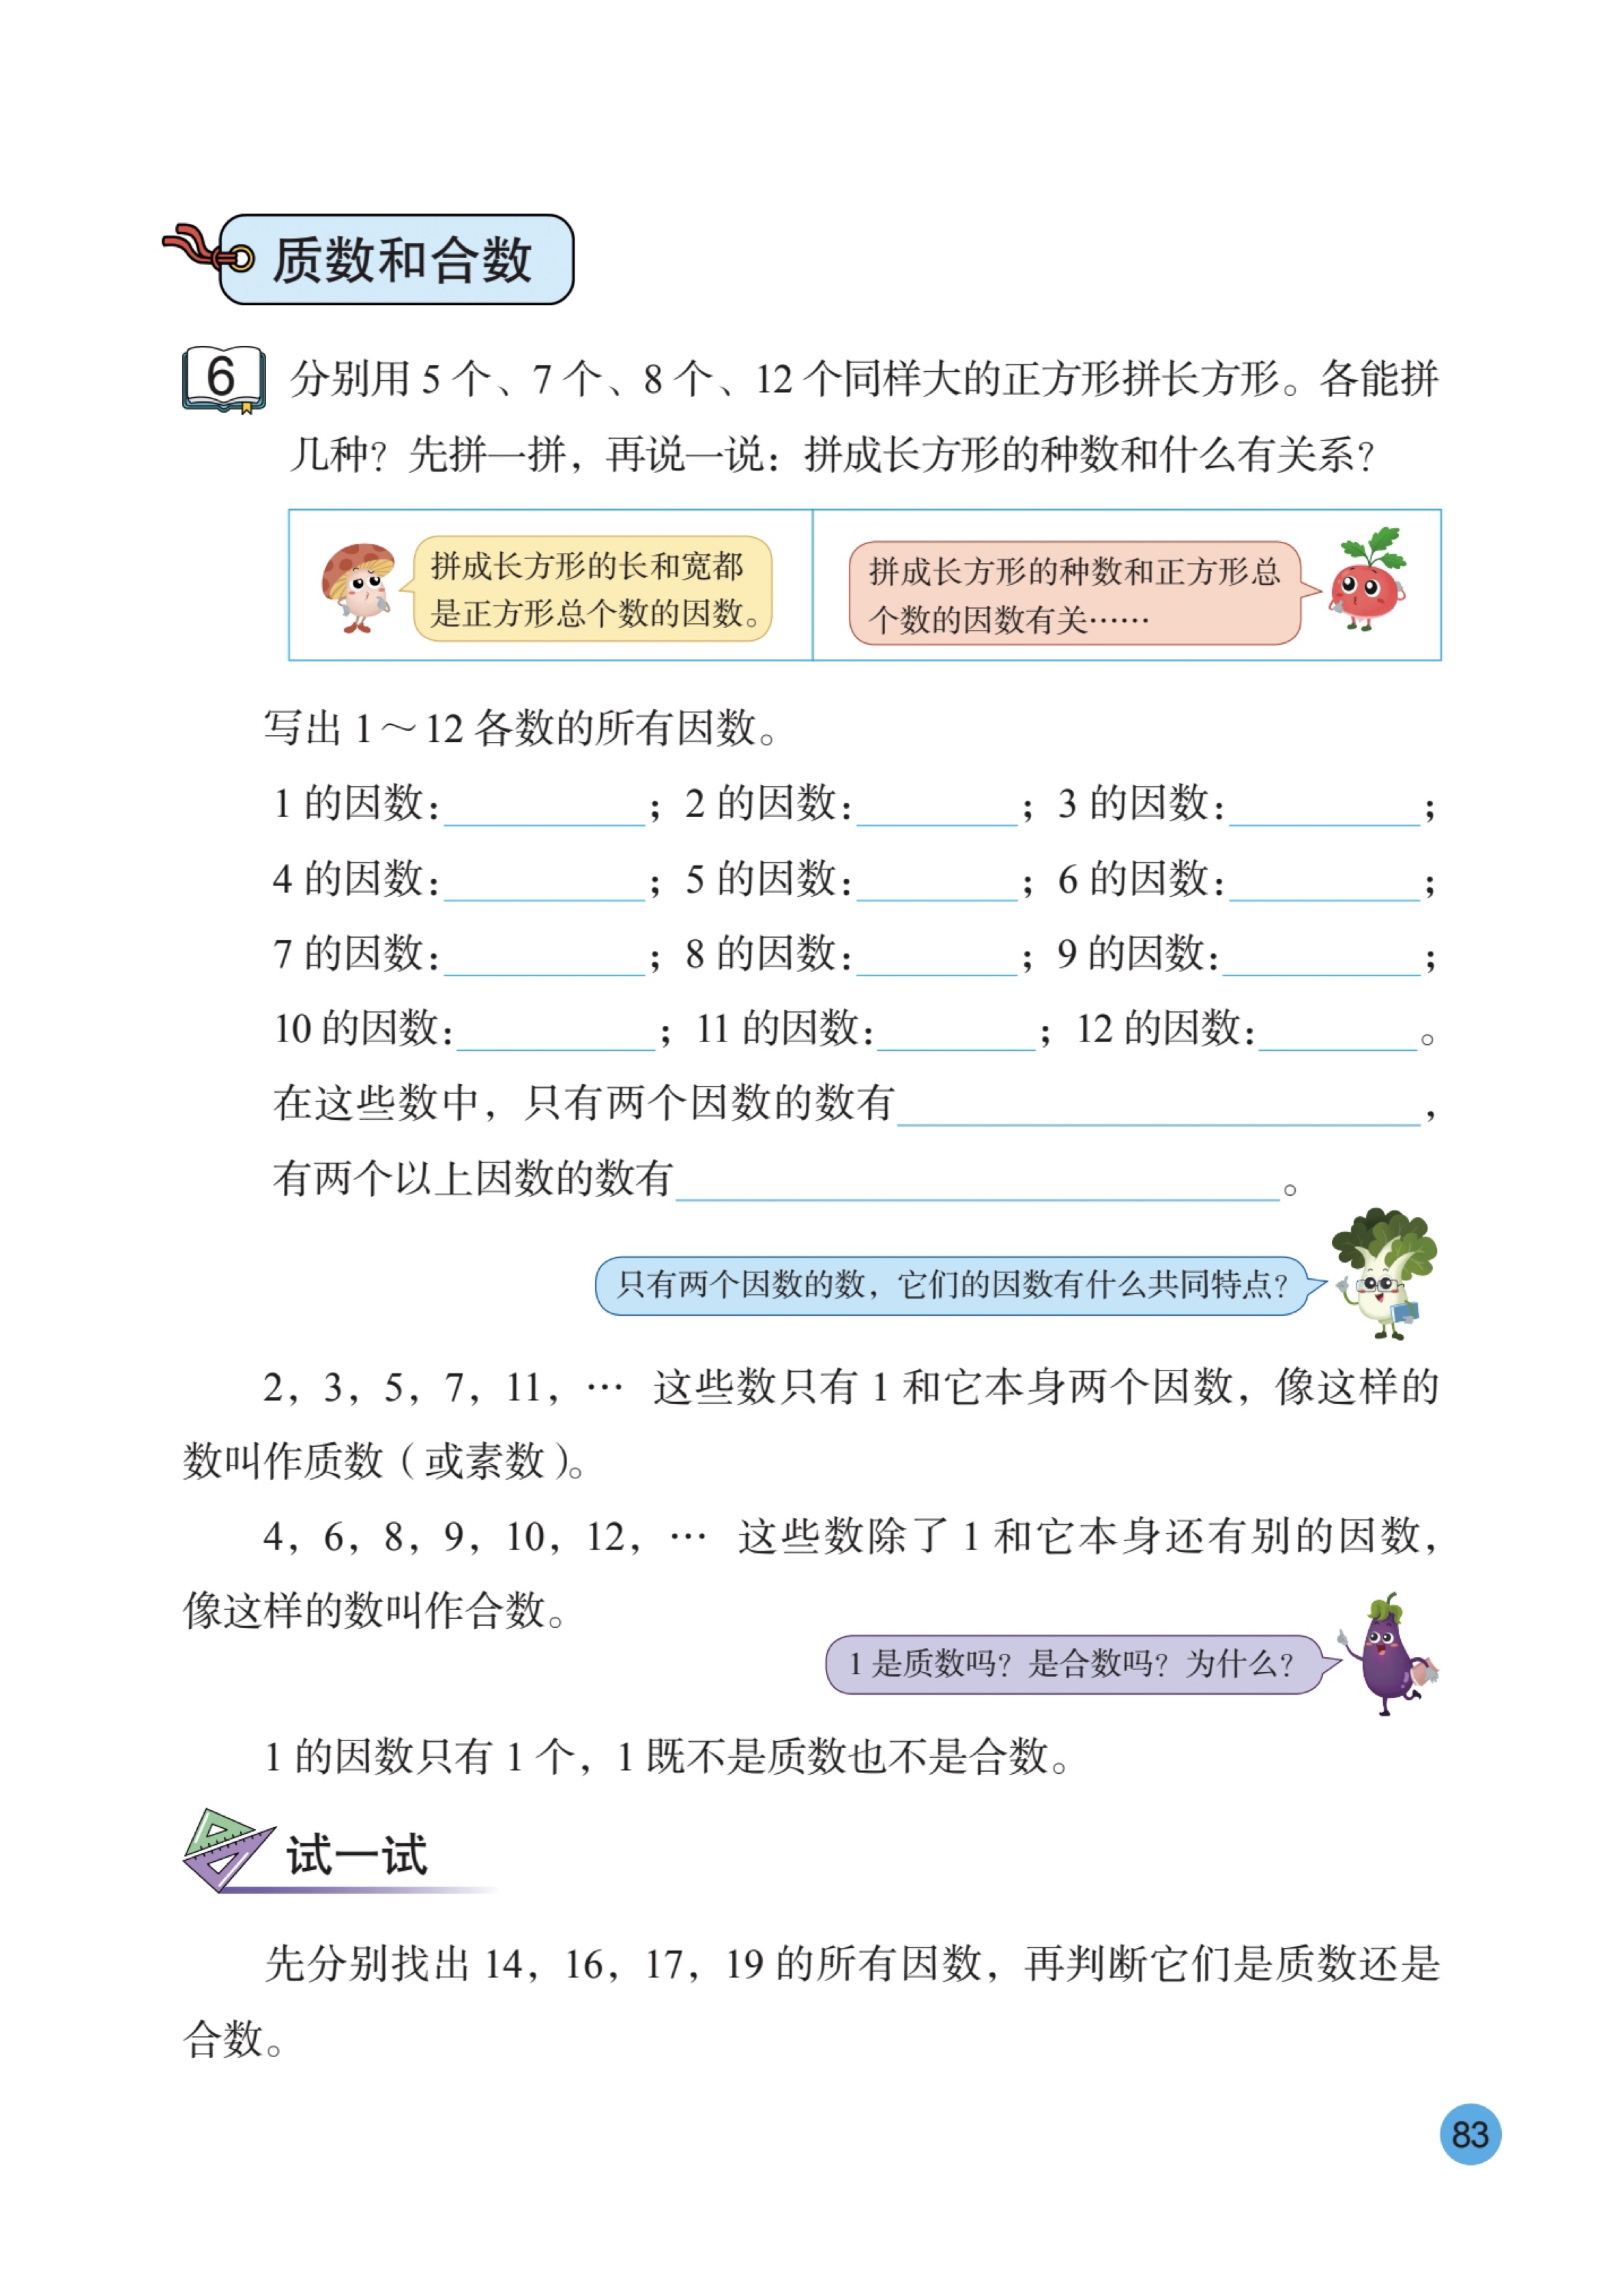 质数和合数
6 分别用 5 个、7 个、8 个、12 个同样大的正方形拼长方形。各能拼
几种？先拼一拼，再说一说：拼成长方形的种数和什么有关系？
拼成长方形的长和宽都
是正方形总个数的因数。
拼成长方形的种数和正方形总
个数的因数有关……
写出 1～12 各数的所有因数。
1 的因数：；2 的因数：；3 的因数：；
4 的因数：；5 的因数：；6 的因数：；
7 的因数：；8 的因数：；9 的因数：；
10 的因数：；11 的因数：；12 的因数：。
在这些数中，只有两个因数的数有，
有两个以上因数的数有。
只有两个因数的数，它们的因数有什么共同特点？
2，3，5，7，11，… 这些数只有 1 和它本身两个因数，像这样的
数叫作质数（或素数）。
4，6，8，9，10，12，… 这些数除了 1 和它本身还有别的因数，
像这样的数叫作合数。
1 是质数吗？是合数吗？为什么？
1 的因数只有 1 个，1 既不是质数也不是合数。
试一试
先分别找出 14，16，17，19 的所有因数，再判断它们是质数还是
合数。
83